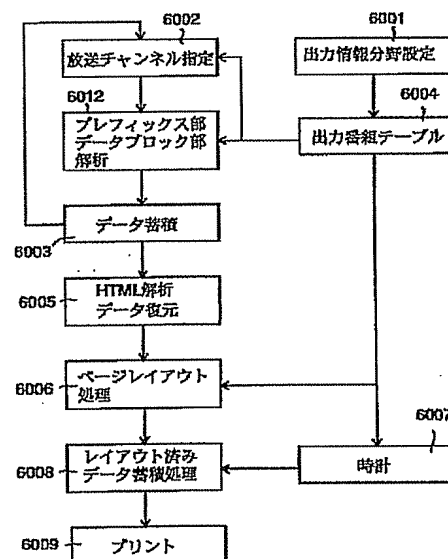 6002
放送チャンネル指定
6001
出力情報分野設定
6012
プレフィックス部
データブロック部
解析
6004
出力番組テーブル
データ蓄積
6003
6005
HTML解析
データ復元
6006
ページレイアウト
処理
6007
時計
6008
レイアウト済み
データ蓄積処理
6009
プリント